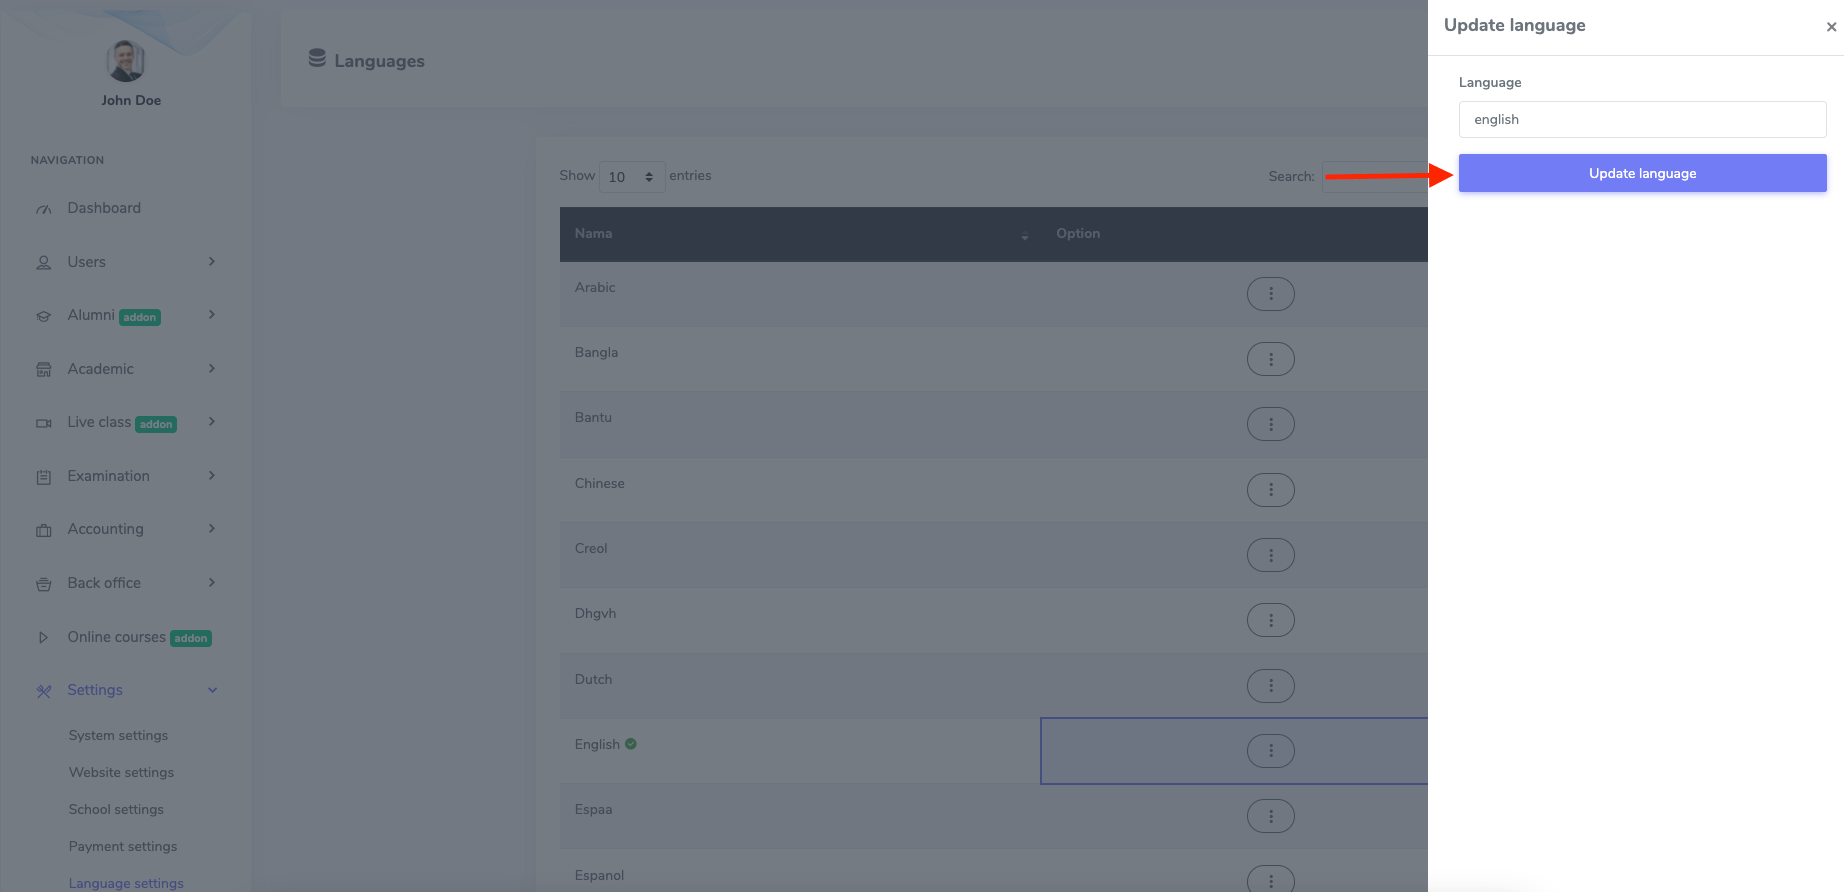 John Doe
NAVIGATION
Dashboard
Users
Alumni addon
Academic
Live class addon
Examination
Accounting
Back office
Online courses addon
Settings
System settings
Website settings
School settings
Payment settings
Language settings
Languages
Show 10 entries
Search:
Nama Option
Arabic
Bangla
Bantu
Chinese
Creol
Dhgvh
Dutch
English
Espaa
Espanol
Update language ×
Language
english
Update language